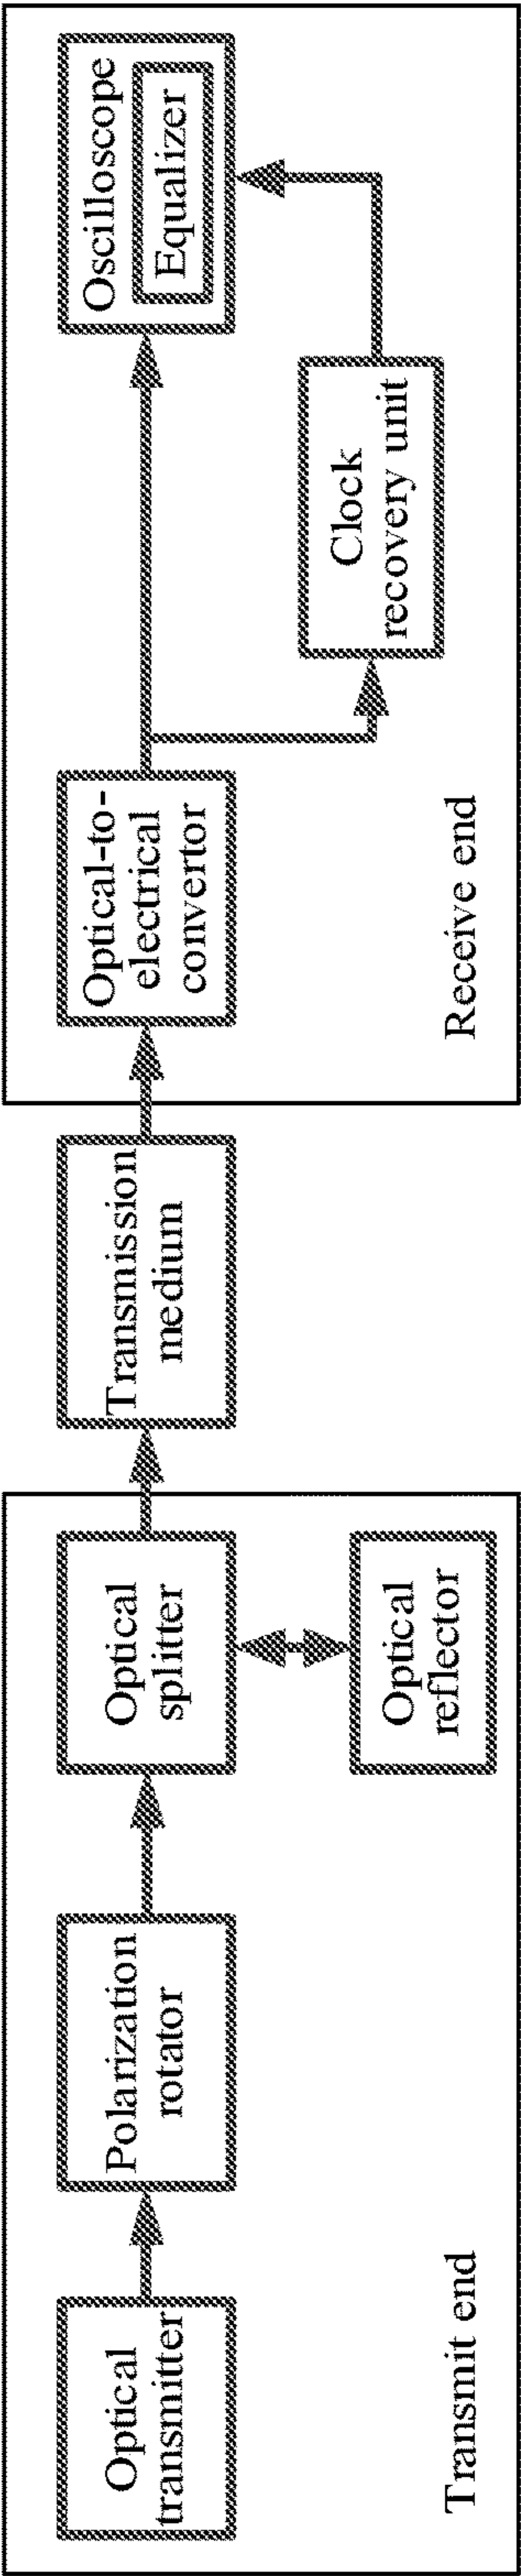 Optical
transmitter
Polarization
rotator
Optical
splitter
Optical
reflector
Transmit end
Transmission
medium
Optical-to-
electrical
convertor
Clock
recovery unit
Oscilloscope
Equalizer
Receive end